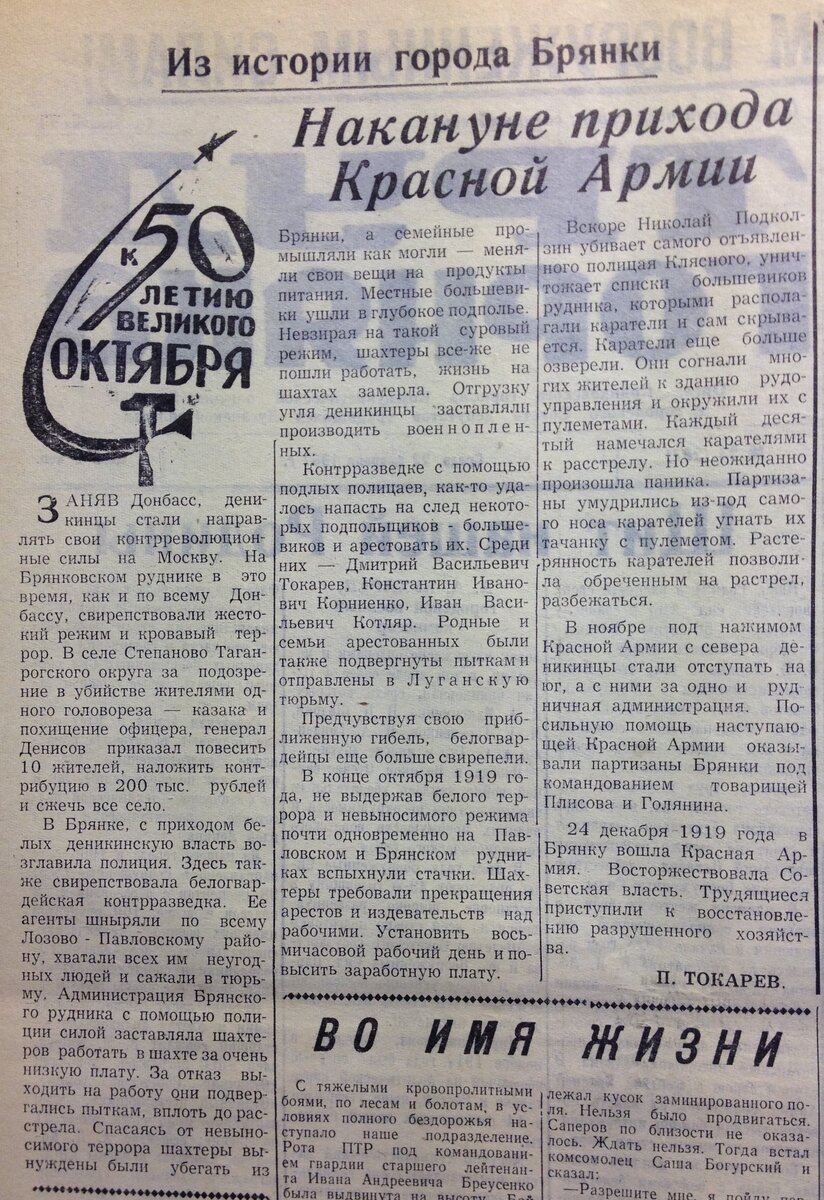 Из истории города Брянки
Накануне прихода
Красной Армии
к 50
ЛЕТИЮ
ВЕЛИКОГО
ОКТЯБРЯ
ЗАНЯВ Донбасс, дени-
кинцы стали направ-
лять свои контрреволюцион-
ные силы на Москву. На
Брянковском руднике в это
время, как и по всему Дон-
бассу, свирепствовали жесто-
кий режим и кровавый тер-
рор. В селе Степаново Таган-
рогского округа за подозре-
ние в убийстве жителями од-
ного головореза — казака и
похищение офицера, генерал
Денисов приказал повесить
10 жителей, наложить конт-
рибуцию в 200 тыс. рублей
и сжечь все село.
В Брянке, с приходом бе-
лых деникинскую власть воз-
главила полиция. Здесь так-
же свирепствовала белогвар-
дейская контрразведка. Ее
агенты шныряли по всему
Лозово - Павловскому райо-
ну, хватали всех им неугод-
ных людей и сажали в тюрь-
му. Администрация Брянско-
го рудника с помощью поли-
ции силой заставляла шахте-
ров работать в шахте за очень
низкую плату. За отказ вы-
ходить на работу они подвер-
гались пыткам, вплоть до рас-
стрела. Спасаясь от невыно-
симого террора шахтеры вы-
нуждены были убегать из
Брянки, а семейные про-
мышляли как могли — меня-
ли свои вещи на продукты
питания. Местные большеви-
ки ушли в глубокое подполье.
Невзирая на такой суровый
режим, шахтеры все-же не
пошли работать, жизнь на
шахтах замерла. Отгрузку
угля деникинцы заставляли
производить военноплен-
ных.
Контрразведке с помощью
подлых полицаев, как-то уда-
лось напасть на след некото-
рых подпольщиков - больше-
виков и арестовать их. Среди
них — Дмитрий Васильевич
Токарев, Константин Ивано-
вич Корниенко, Иван Васи-
льевич Котляр. Родные и
семьи арестованных были
также подвергнуты пыткам и
отправлены в Луганскую
тюрьму.
Предчувствуя свою приб-
лиженную гибель, белогвар-
дейцы еще больше свирепели.
В конце октября 1919 го-
да, не выдержав белого тер-
рора и невыносимого режима
почти одновременно на Пав-
ловском и Брянском рудни-
ках вспыхнули стачки. Шах-
теры требовали прекращения
арестов и издевательств над
рабочими. Установить вось-
мичасовой рабочий день и по-
высить заработную плату.
Вскоре Николай Подкол-
зин убивает самого отъявлен-
ного полицая Клясного, унич-
тожает списки большевиков
рудника, которыми распола-
гали каратели и сам скрыва-
ется. Каратели еще больше
озверели. Они согнали мно-
гих жителей к зданию рудо-
управления и окружили их с
пулеметами. Каждый деся-
тый намечался карателями
к расстрелу. Но неожиданно
произошла паника. Партиза-
ны умудрились из-под само-
го носа карателей угнать их
тачанку с пулеметом. Расте-
рянность карателей позволи-
ла обреченным на растрел,
разбежаться.
В ноябре под нажимом
Красной Армии с севера де-
никинцы стали отступать на
юг, а с ними за одно и руд-
ничная администрация. По-
сильную помощь наступаю-
щей Красной Армии оказы-
вали партизаны Брянки под
командованием товарищей
Плисова и Голянина.
24 декабря 1919 года в
Брянку вошла Красная Ар-
мия. Восторжествовала Со-
ветская власть. Трудящиеся
приступили к восстановле-
нию разрушенного хозяйст-
ва.
П. ТОКАРЕВ.
ВО ИМЯ ЖИЗНИ
С тяжелыми кровопролитными
боями, по лесам и болотам, в ус-
ловиях полного бездорожья на-
ступало наше подразделение.
Рота ПТР под командовани-
ем гвардии старшего лейтенан-
та Ивана Андреевича Бреусенко
была выдвинута на высоту.
лежал кусок заминированного по-
ля. Нельзя было продвигаться.
Саперов по близости не оказа-
лось. Ждать нельзя. Тогда встал
комсомолец Саша Богурский и
сказал:
—Разрешите мне, я пойду